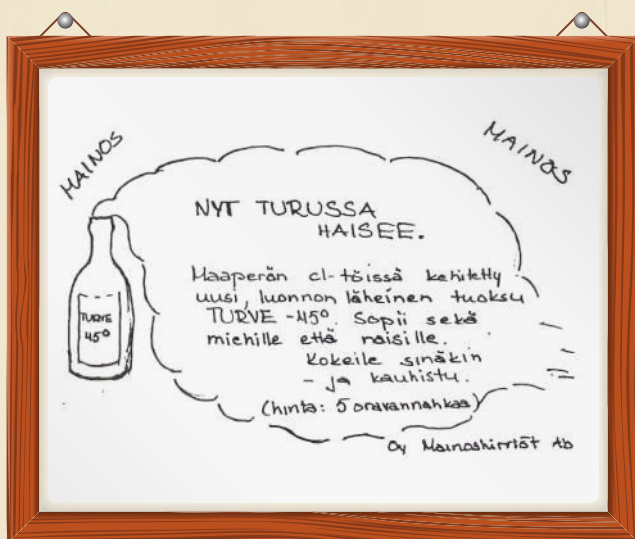 MAINOS
MAINOS
NYT TURUSSA
HAISEE.
Maaperän cl-töissä kehitetty
uusi, luonnon läheinen tuoksu
TURVE -45°. Sopii sekä
miehille että naisille.
Kokeile sinäkin
- ja kauhistu.
(hinta: 5 oravannahkaa)
TURVE
45°
Oy Mainoshirviöt Ab